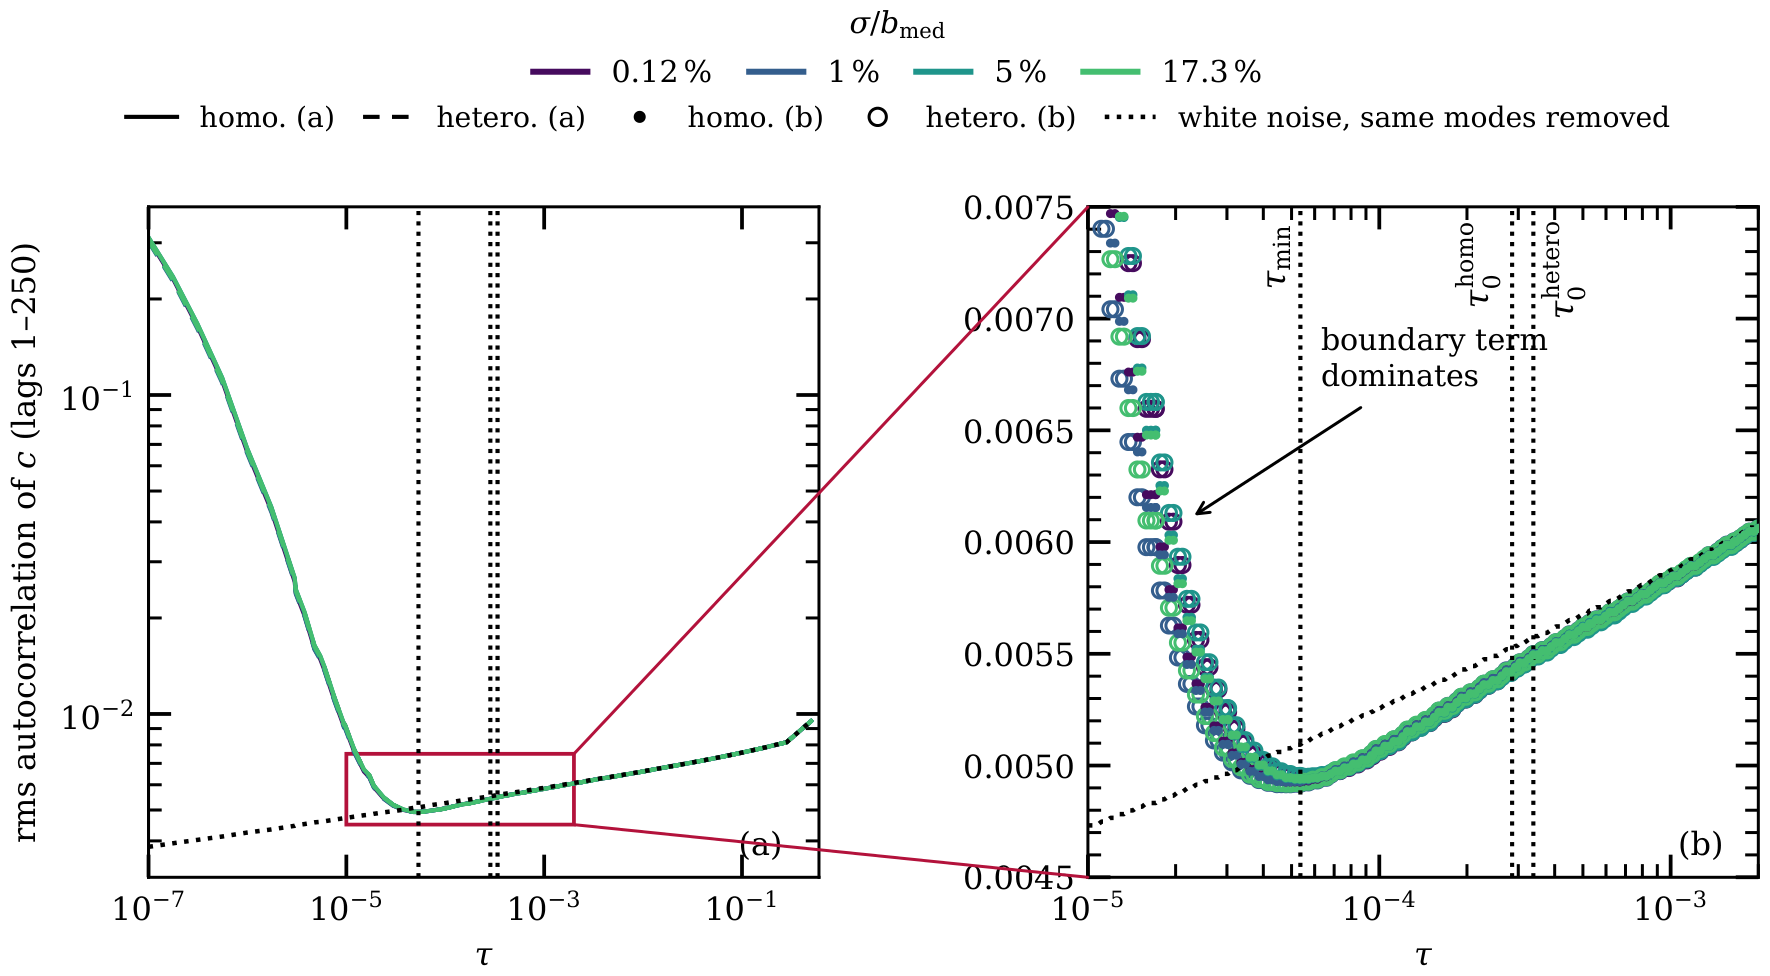 σ/b_med
0.12 % 1 % 5 % 17.3 %
homo. (a) hetero. (a) homo. (b) hetero. (b) white noise, same modes removed
rms autocorrelation of c (lags 1–250)
10⁻¹
10⁻²
10⁻⁷ 10⁻⁵ 10⁻³ 10⁻¹
τ
(a)
0.0075
0.0070
0.0065
0.0060
0.0055
0.0050
0.0045
τ_min
τ₀^homo
τ₀^hetero
boundary term
dominates
(b)
10⁻⁵ 10⁻⁴ 10⁻³
τ